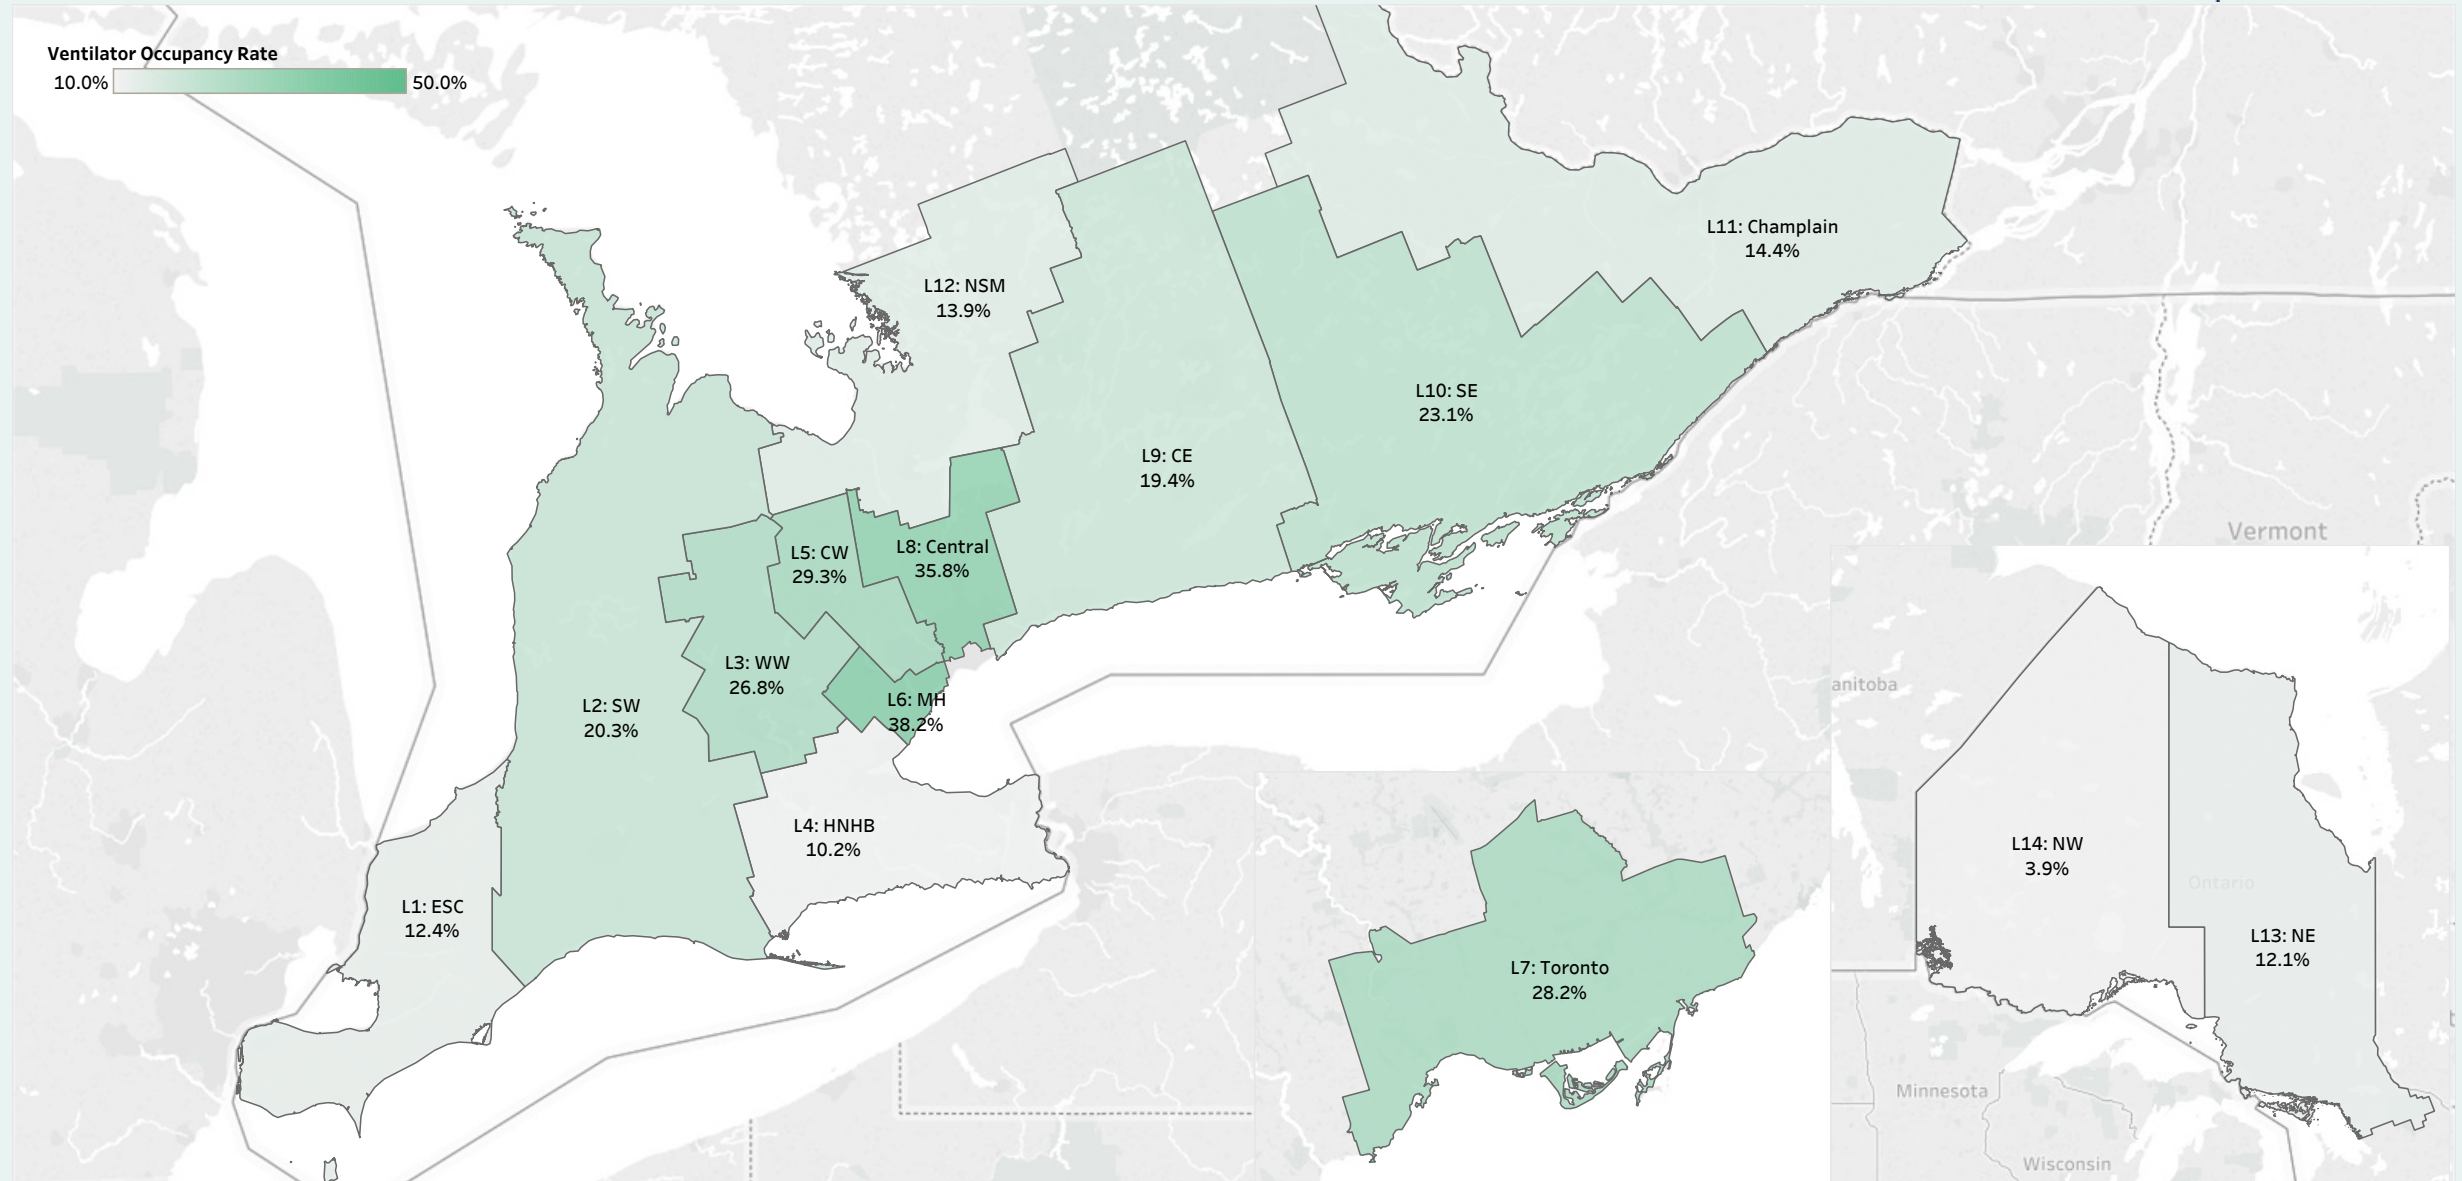 Ventilator Occupancy Rate
10.0% 50.0%
L11: Champlain
14.4%
L12: NSM
13.9%
L10: SE
23.1%
L9: CE
19.4%
Vermont
L5: CW
29.3%
L8: Central
35.8%
L3: WW
26.8%
L6: MH
38.2%
L2: SW
20.3%
anitoba
L4: HNHB
10.2%
L14: NW
3.9%
Ontario
L1: ESC
12.4%
L13: NE
12.1%
L7: Toronto
28.2%
Minnesota
Wisconsin